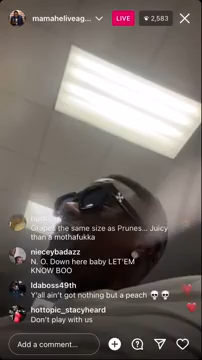 mamaheliveag...
LIVE
2,583
Grapes the same size as Prunes... Juicy
than a mothafukka
nieceybadazz
N. O. Down here baby LET'EM
KNOW BOO
ldaboss49th
Y'all ain't got nothing but a peach 💀💀
hottopic_stacyheard
Don't play with us
Add a comment...